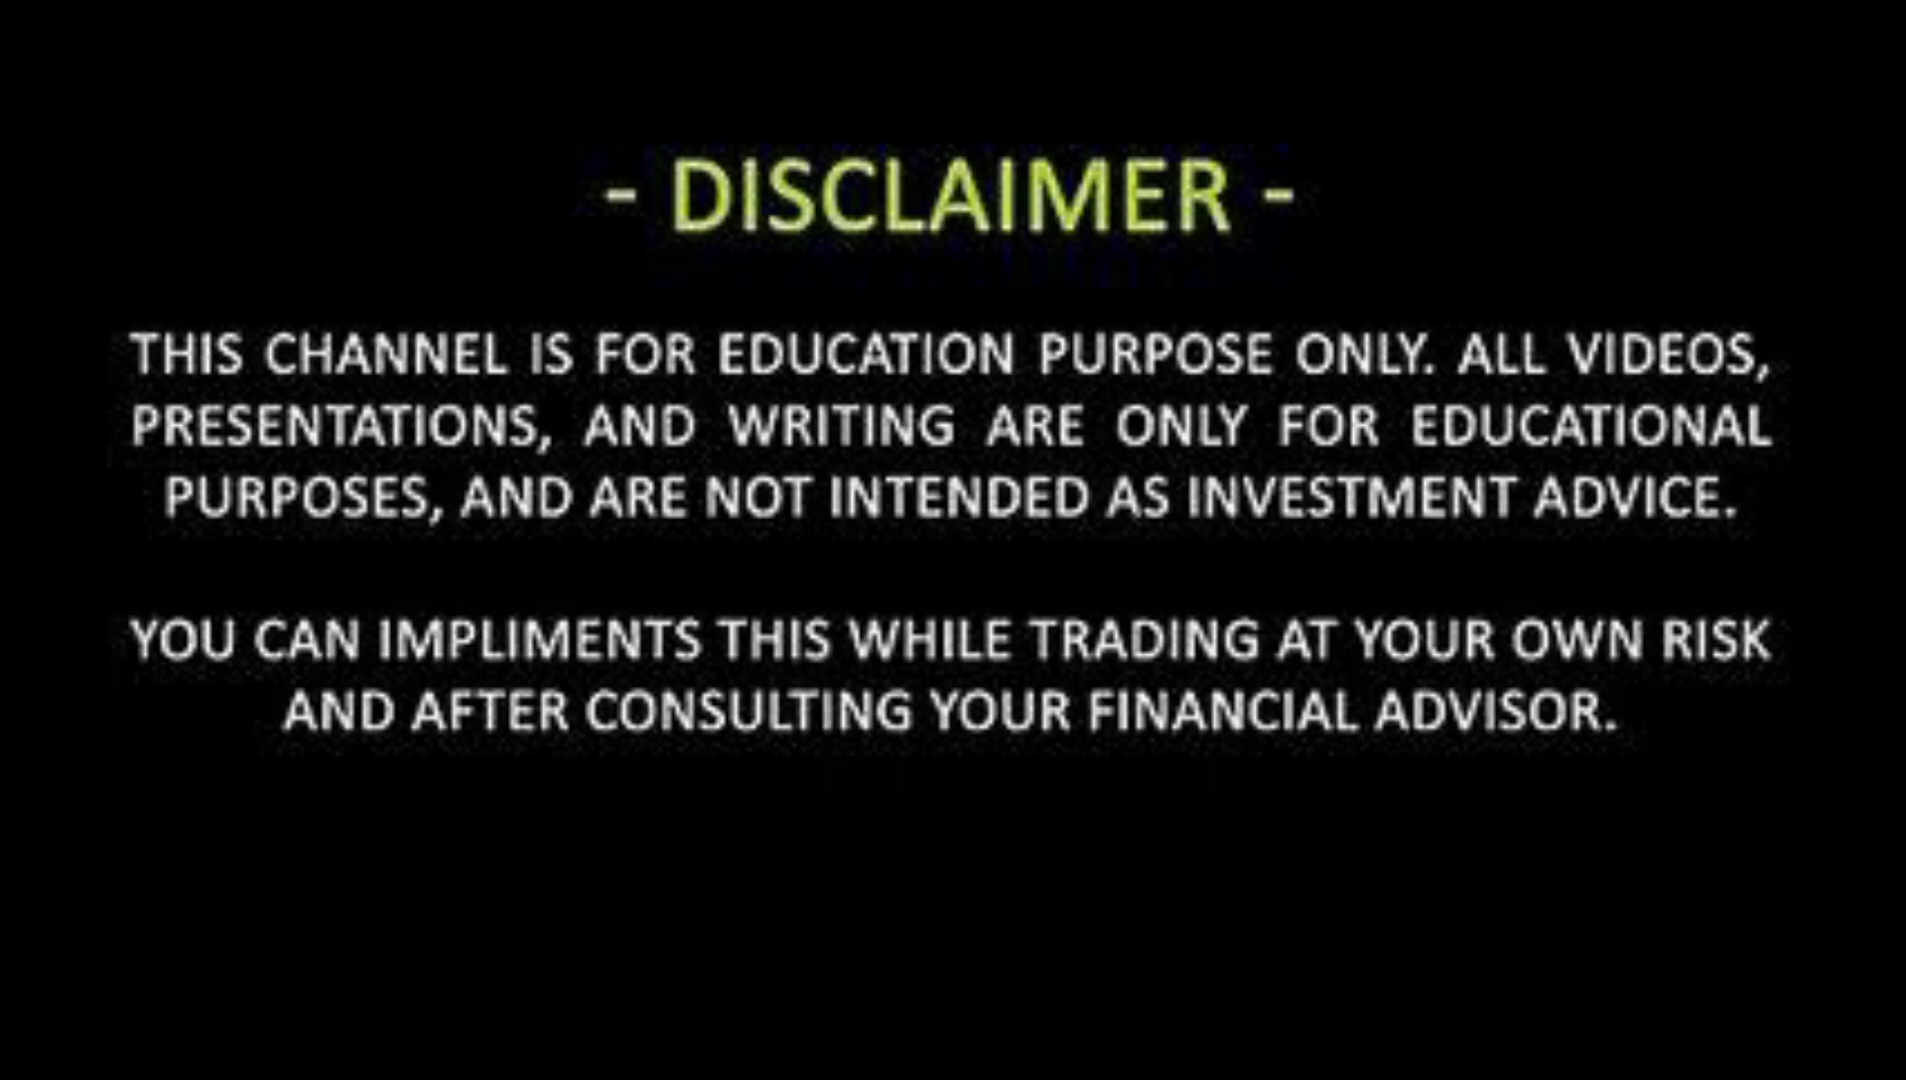 - DISCLAIMER -
THIS CHANNEL IS FOR EDUCATION PURPOSE ONLY. ALL VIDEOS,
PRESENTATIONS, AND WRITING ARE ONLY FOR EDUCATIONAL
PURPOSES, AND ARE NOT INTENDED AS INVESTMENT ADVICE.
YOU CAN IMPLIMENTS THIS WHILE TRADING AT YOUR OWN RISK
AND AFTER CONSULTING YOUR FINANCIAL ADVISOR.